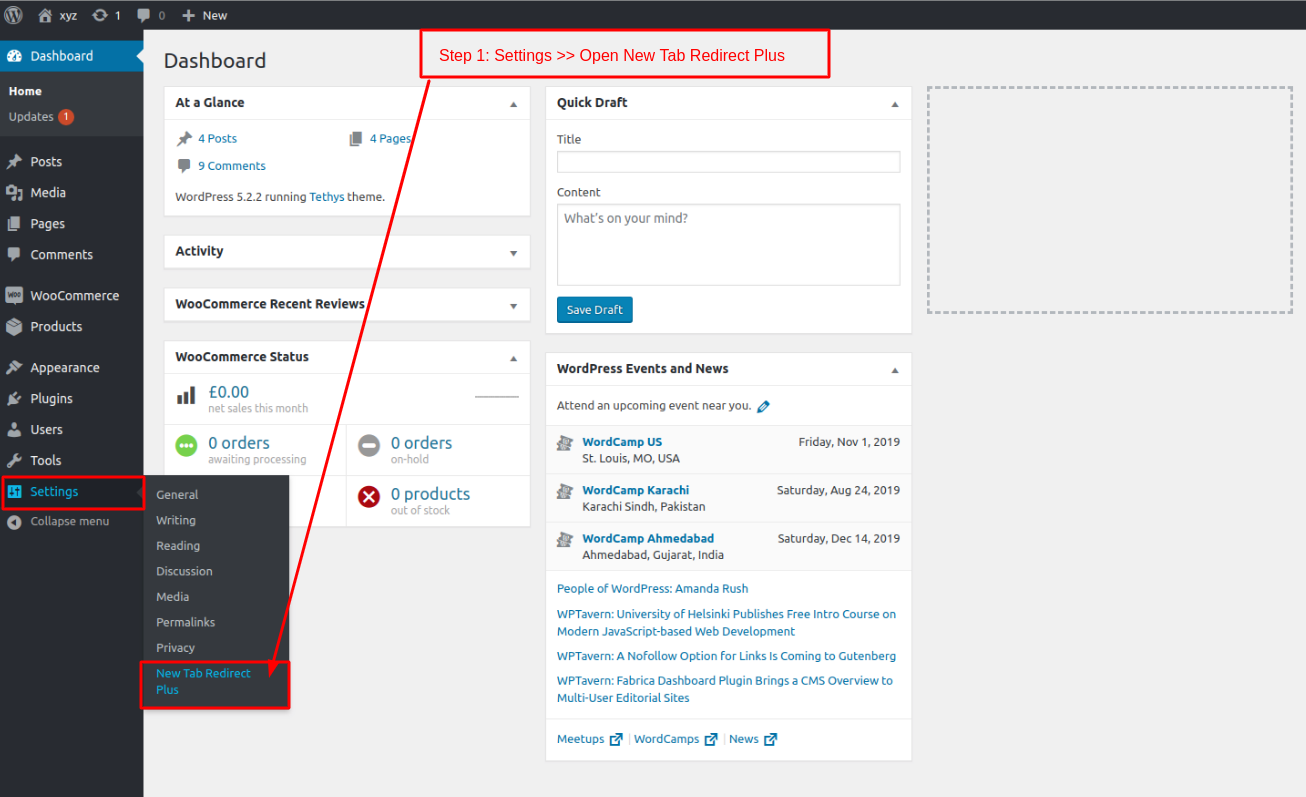 xyz
1
0
New
Dashboard
Home
Updates 1
Posts
Media
Pages
Comments
WooCommerce
Products
Appearance
Plugins
Users
Tools
Settings
Collapse menu
General
Writing
Reading
Discussion
Media
Permalinks
Privacy
New Tab Redirect
Plus
Step 1: Settings >> Open New Tab Redirect Plus
Dashboard
At a Glance
4 Posts
4 Pages
9 Comments
WordPress 5.2.2 running Tethys theme.
Activity
WooCommerce Recent Reviews
WooCommerce Status
£0.00
net sales this month
0 orders
awaiting processing
0 orders
on-hold
0 products
out of stock
Quick Draft
Title
Content
What's on your mind?
Save Draft
WordPress Events and News
Attend an upcoming event near you.
WordCamp US
Friday, Nov 1, 2019
St. Louis, MO, USA
WordCamp Karachi
Saturday, Aug 24, 2019
Karachi Sindh, Pakistan
WordCamp Ahmedabad
Saturday, Dec 14, 2019
Ahmedabad, Gujarat, India
People of WordPress: Amanda Rush
WPTavern: University of Helsinki Publishes Free Intro Course on
Modern JavaScript-based Web Development
WPTavern: A Nofollow Option for Links Is Coming to Gutenberg
WPTavern: Fabrica Dashboard Plugin Brings a CMS Overview to
Multi-User Editorial Sites
Meetups | WordCamps | News